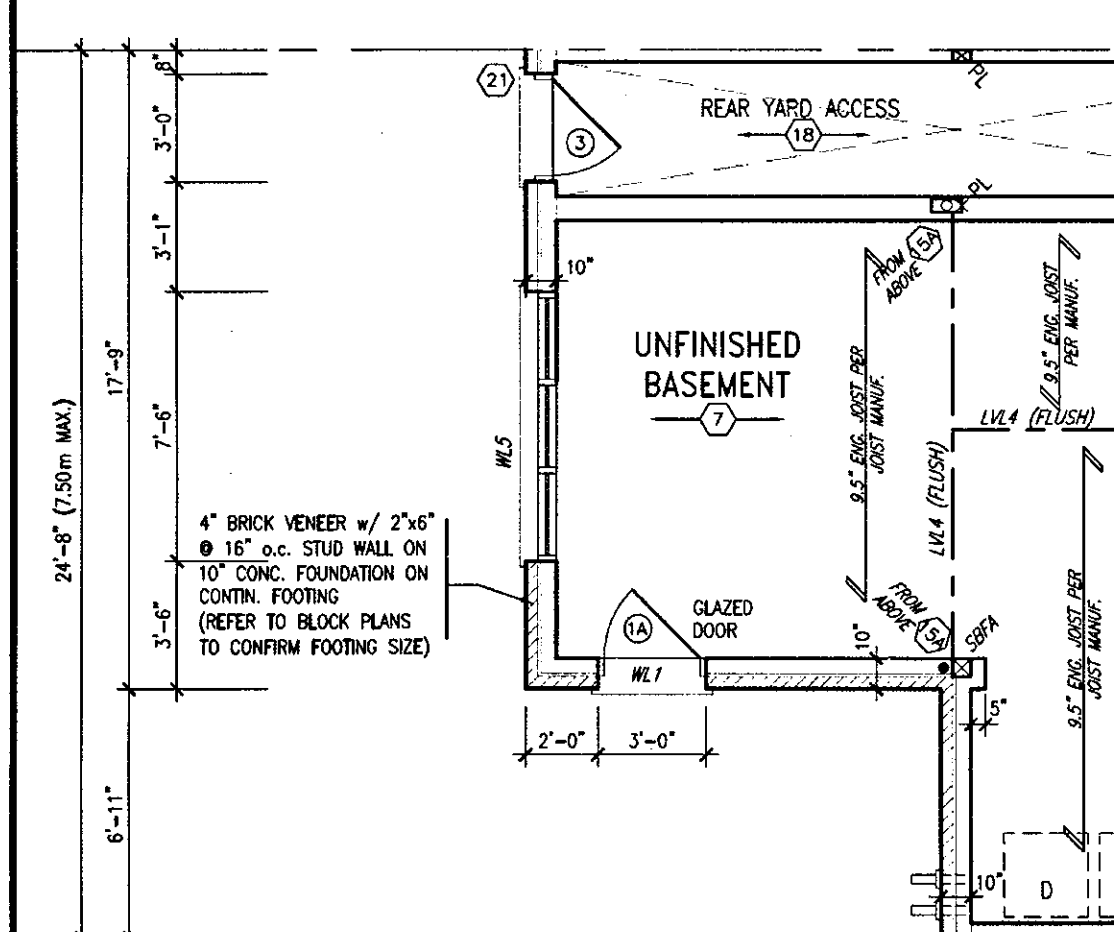 8"
21
PL
REAR YARD ACCESS
18
3'-0"
3
PL
3'-1"
15A
FROM
ABOVE
10"
9.5" ENG. JOIST
PER MANUF.
UNFINISHED
BASEMENT
7
17'-9"
24'-8" (7.50m MAX.)
7'-6"
WL5
9.5" ENG. JOIST PER
JOIST MANUF.
LVL4 (FLUSH)
LVL4 (FLUSH)
4" BRICK VENEER w/ 2"x6"
@ 16" o.c. STUD WALL ON
10" CONC. FOUNDATION ON
CONTIN. FOOTING
(REFER TO BLOCK PLANS
TO CONFIRM FOOTING SIZE)
3'-6"
1A
GLAZED
DOOR
FROM
ABOVE
15A
SBFA
10"
9.5" ENG. JOIST PER
JOIST MANUF.
WL1
5"
2'-0"
3'-0"
6'-11"
10"
D